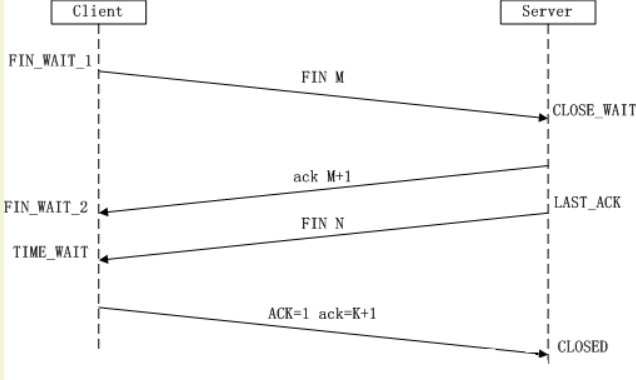 Client
Server
FIN_WAIT_1
FIN M
CLOSE_WAIT
ack M+1
FIN_WAIT_2
LAST_ACK
FIN N
TIME_WAIT
ACK=1 ack=K+1
CLOSED